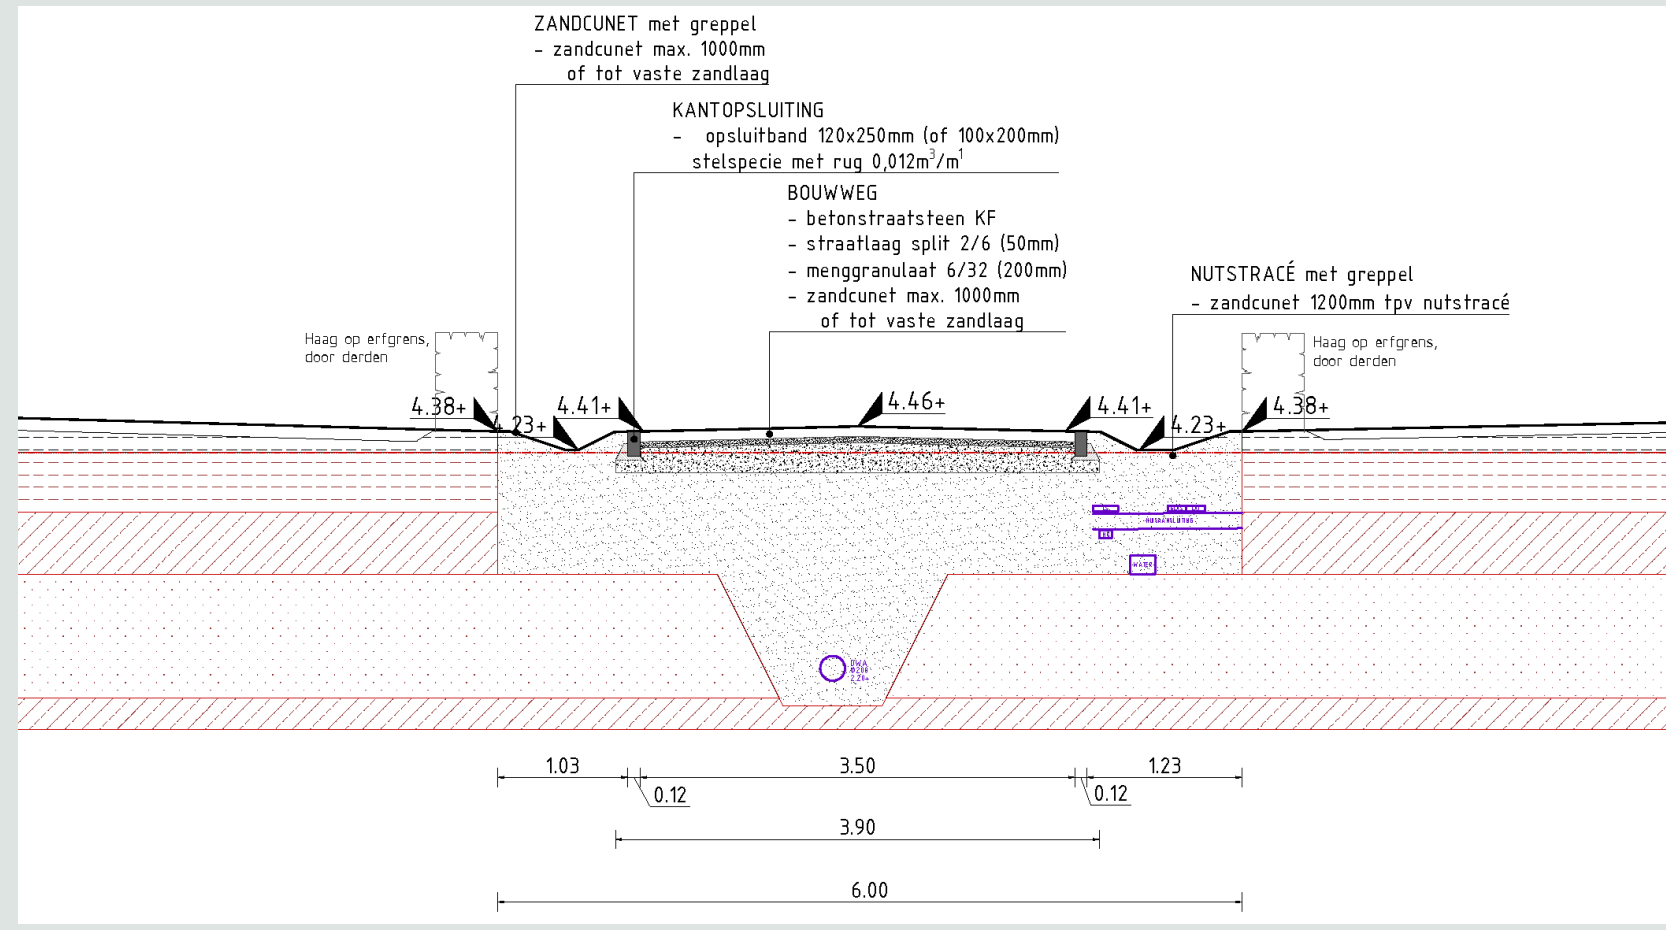 ZANDCUNET met greppel
- zandcunet max. 1000mm
of tot vaste zandlaag
KANTOPSLUITING
- opsluitband 120x250mm (of 100x200mm)
stelspecie met rug 0,012m³/m¹
BOUWWEG
- betonstraatsteen KF
- straatlaag split 2/6 (50mm)
- menggranulaat 6/32 (200mm)
- zandcunet max. 1000mm
of tot vaste zandlaag
NUTSTRACÉ met greppel
- zandcunet 1200mm tpv nutstracé
Haag op erfgrens,
door derden
Haag op erfgrens,
door derden
4.38+
4.23+
4.41+
4.46+
4.41+
4.23+
4.38+
WATER
DWA
2.20+
1.03
3.50
1.23
0.12
0.12
3.90
6.00